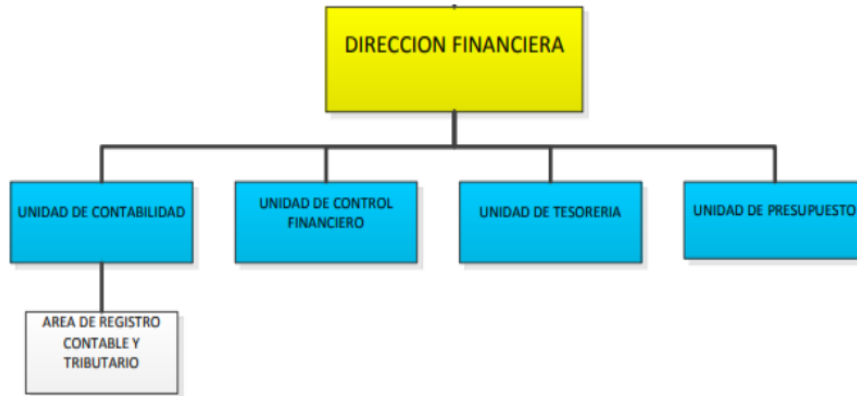 DIRECCION FINANCIERA
UNIDAD DE CONTABILIDAD
UNIDAD DE CONTROL
FINANCIERO
UNIDAD DE TESORERIA
UNIDAD DE PRESUPUESTO
AREA DE REGISTRO
CONTABLE Y
TRIBUTARIO